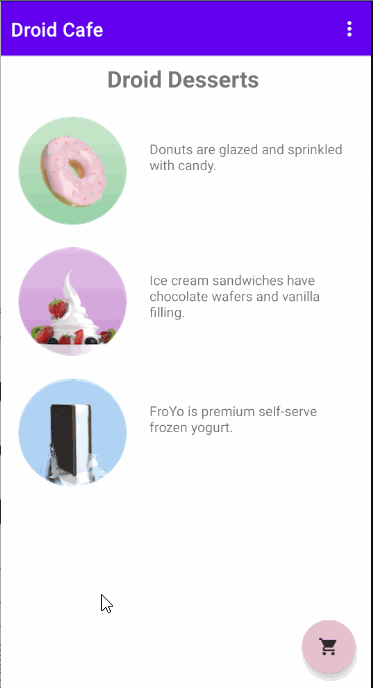 Droid Cafe
Droid Desserts
Donuts are glazed and sprinkled
with candy.
Ice cream sandwiches have
chocolate wafers and vanilla
filling.
FroYo is premium self-serve
frozen yogurt.